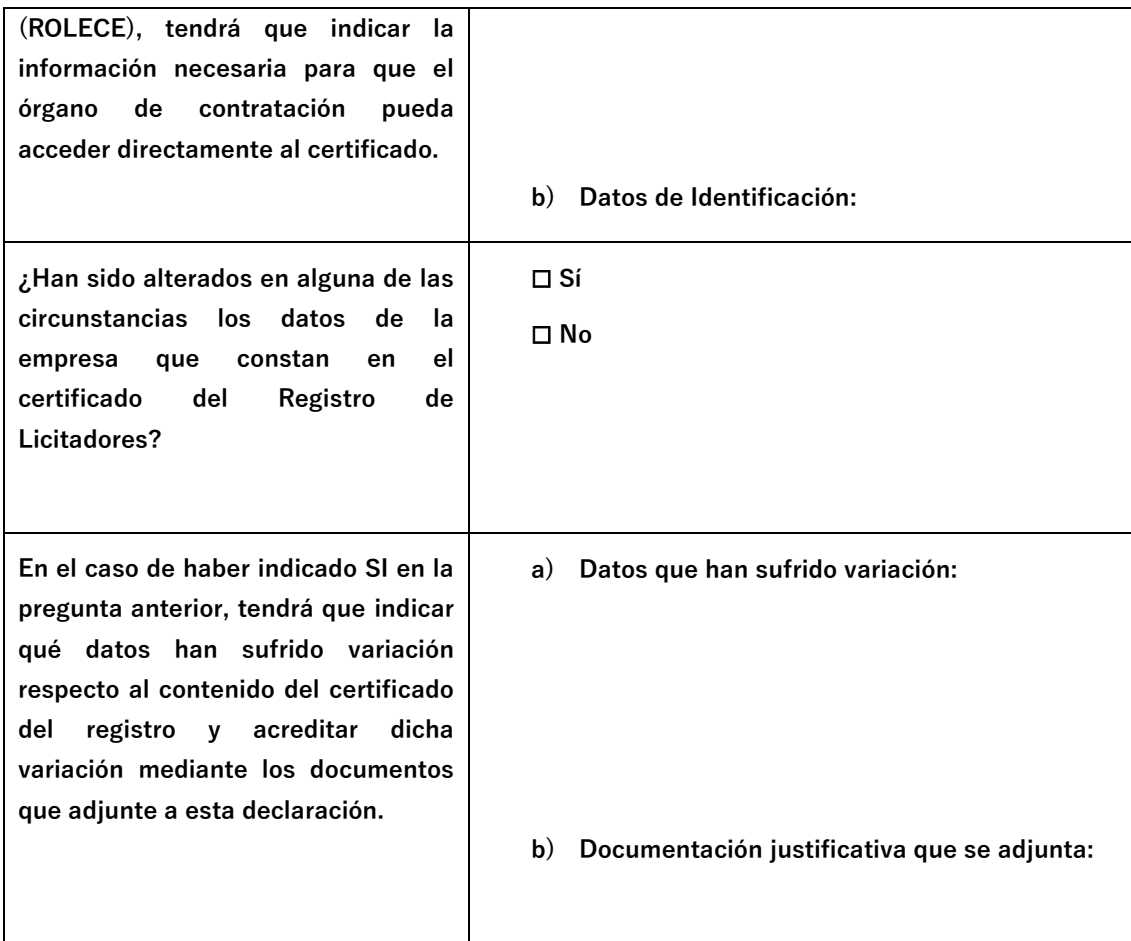 (ROLECE), tendrá que indicar la
información necesaria para que el
órgano de contratación pueda
acceder directamente al certificado.
b) Datos de Identificación:
¿Han sido alterados en alguna de las
circunstancias los datos de la
empresa que constan en el
certificado del Registro de
Licitadores?
☐ Sí
☐ No
En el caso de haber indicado SI en la
pregunta anterior, tendrá que indicar
qué datos han sufrido variación
respecto al contenido del certificado
del registro y acreditar dicha
variación mediante los documentos
que adjunte a esta declaración.
a) Datos que han sufrido variación:
b) Documentación justificativa que se adjunta: